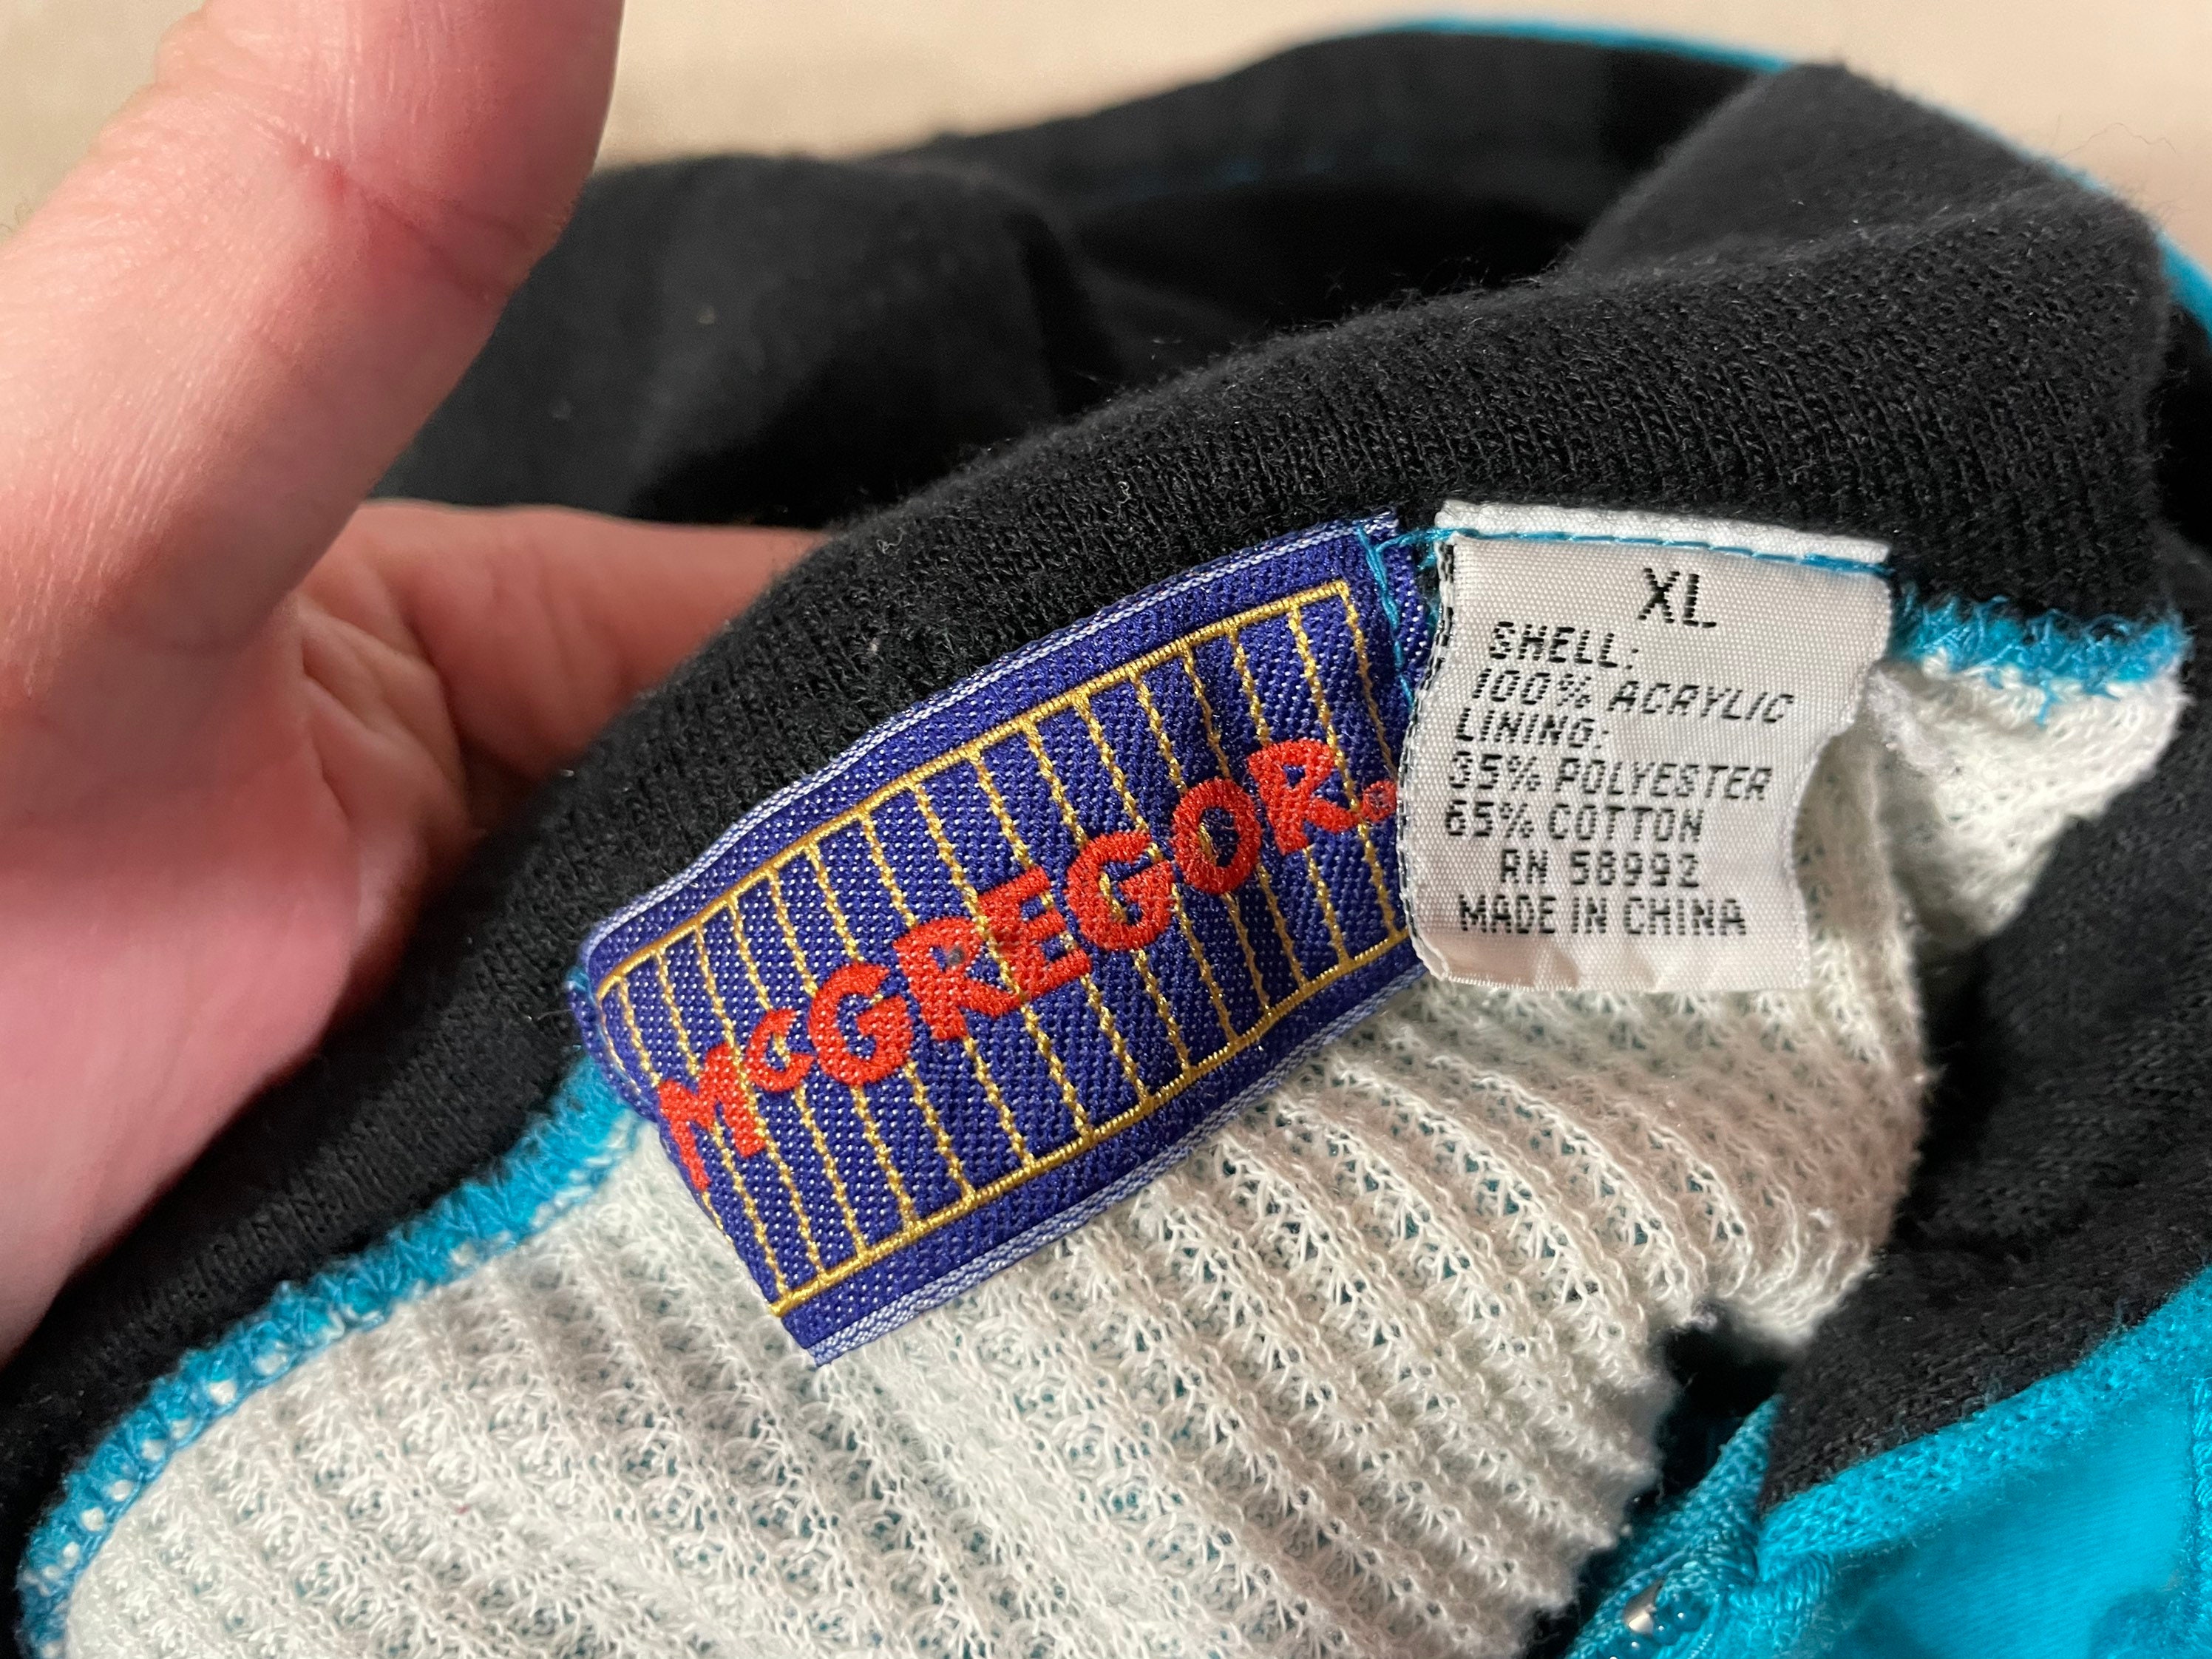 McGREGOR®
XL
SHELL:
100% ACRYLIC
LINING:
35% POLYESTER
65% COTTON
RN 58992
MADE IN CHINA